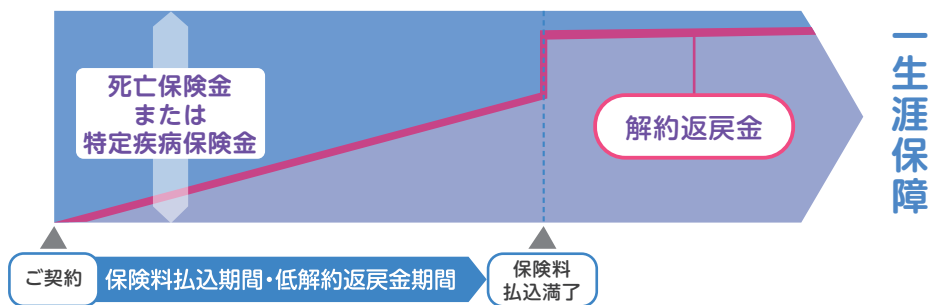 死亡保険金
または
特定疾病保険金
解約返戻金
一生涯保障
ご契約
保険料払込期間・低解約返戻金期間
保険料
払込満了